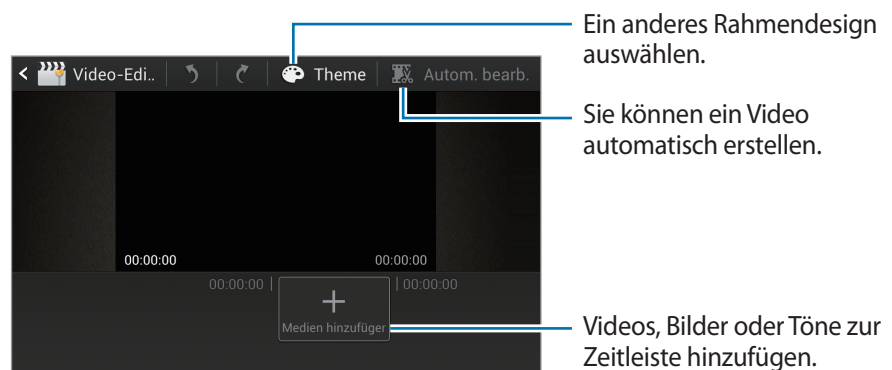 Ein anderes Rahmendesign
auswählen.
Video-Edi.. Theme Autom. bearb.
Sie können ein Video
automatisch erstellen.
00:00:00 00:00:00
00:00:00 00:00:00
Medien hinzufüger
Videos, Bilder oder Töne zur
Zeitleiste hinzufügen.